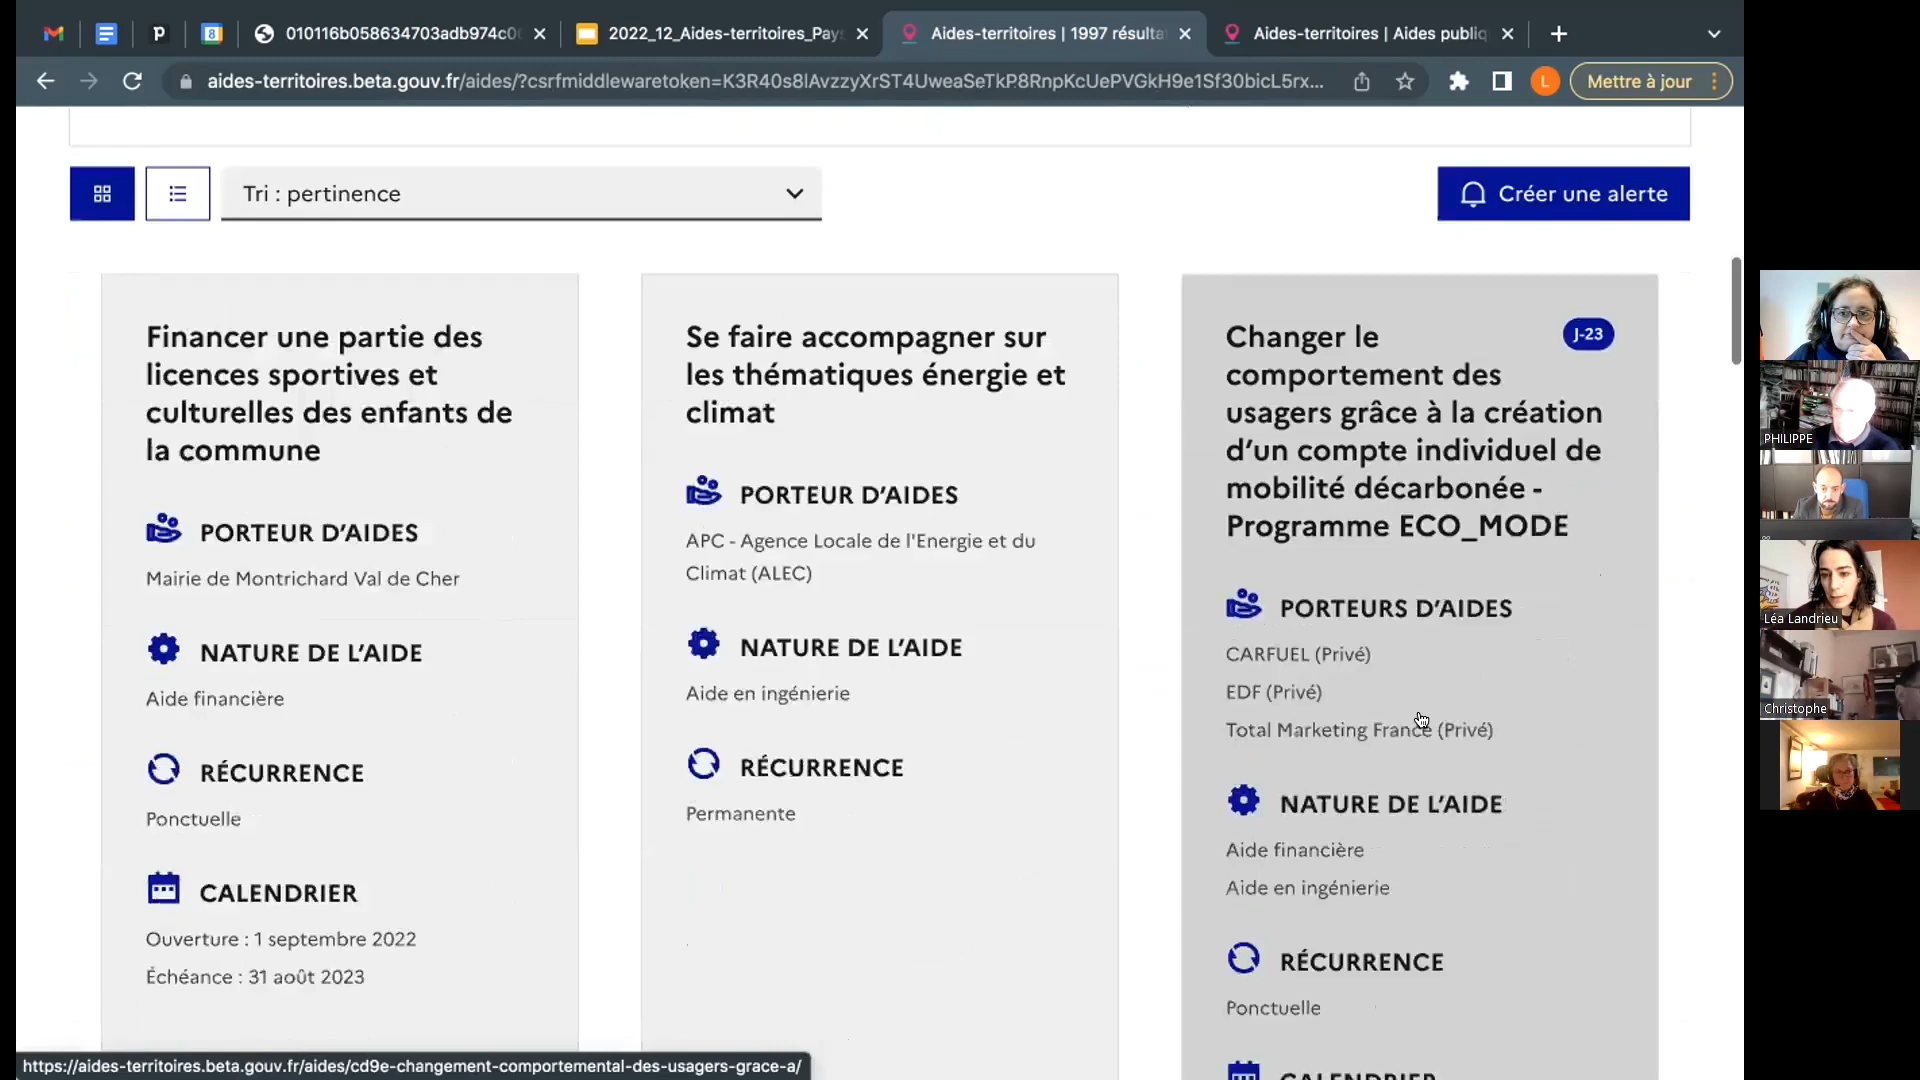 010116b058634703adb974c0
2022_12_Aides-territoires_Pays
Aides-territoires | 1997 résulta
Aides-territoires | Aides publiq
aides-territoires.beta.gouv.fr/aides/?csrfmiddlewaretoken=K3R40s8lAvzzyXrST4UweaSeTkP8RnpKcUePVGkH9e1Sf30bicL5rx...
L
Mettre à jour
Tri : pertinence
Créer une alerte
Financer une partie des
licences sportives et
culturelles des enfants de
la commune
PORTEUR D’AIDES
Mairie de Montrichard Val de Cher
NATURE DE L’AIDE
Aide financière
RÉCURRENCE
Ponctuelle
CALENDRIER
Ouverture : 1 septembre 2022
Échéance : 31 août 2023
Se faire accompagner sur
les thématiques énergie et
climat
PORTEUR D’AIDES
APC - Agence Locale de l'Energie et du
Climat (ALEC)
NATURE DE L’AIDE
Aide en ingénierie
RÉCURRENCE
Permanente
J-23
Changer le
comportement des
usagers grâce à la création
d’un compte individuel de
mobilité décarbonée -
Programme ECO_MODE
PORTEURS D’AIDES
CARFUEL (Privé)
EDF (Privé)
Total Marketing France (Privé)
NATURE DE L’AIDE
Aide financière
Aide en ingénierie
RÉCURRENCE
Ponctuelle
CALENDRIER
https://aides-territoires.beta.gouv.fr/aides/cd9e-changement-comportemental-des-usagers-grace-a/
PHILIPPE
Léa Landrieu
Christophe